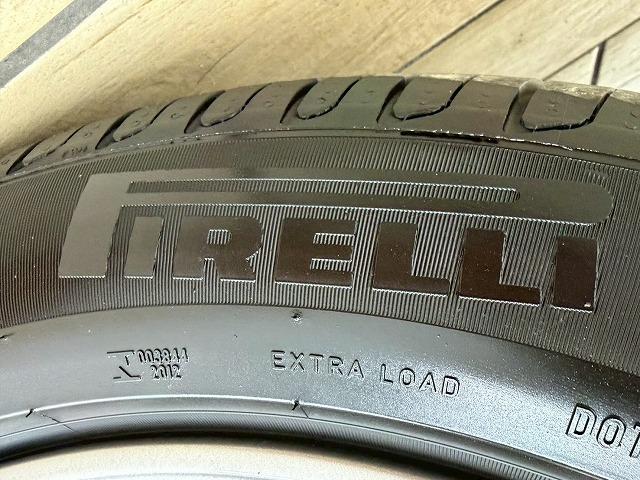 PIRELLI
003844
2012
EXTRA LOAD
DOT